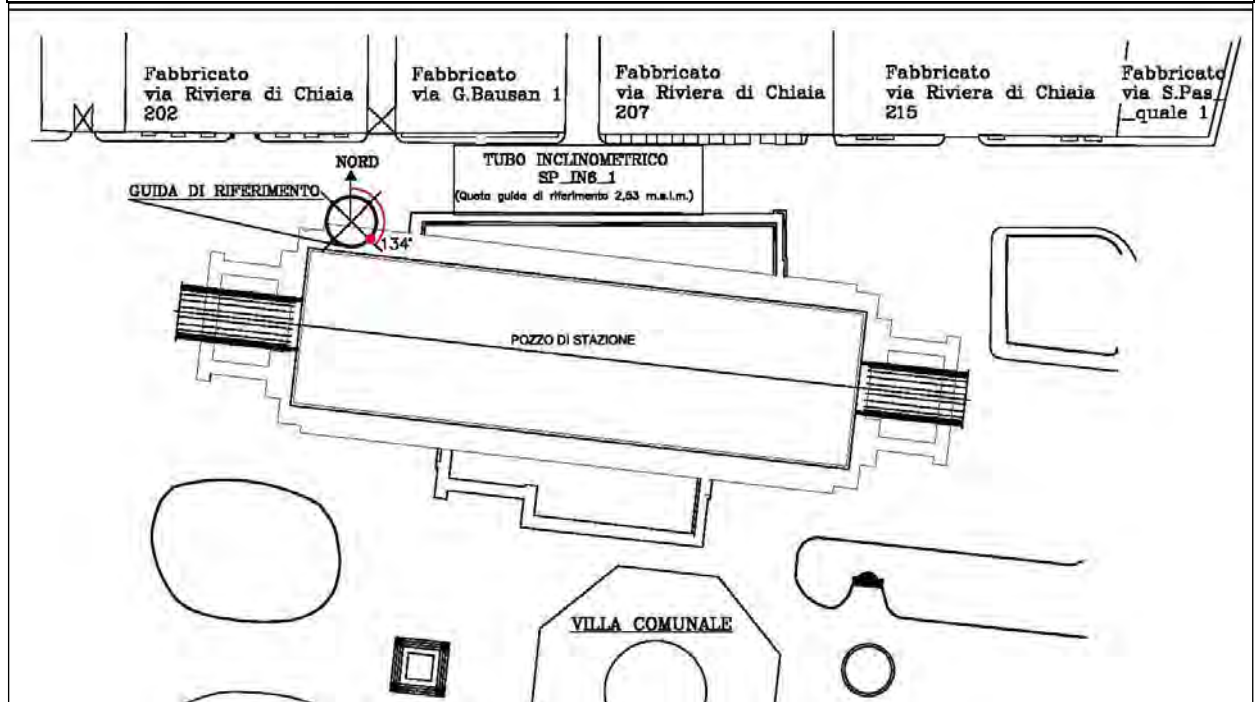 Fabbricato
via Riviera di Chiaia
202
Fabbricato
via G.Bausan 1
Fabbricato
via Riviera di Chiaia
207
Fabbricato
via Riviera di Chiaia
215
Fabbricato
via S.Pas_
quale 1
NORD
TUBO INCLINOMETRICO
SP_IN6_1
(Quota guida di riferimento 2,53 m.s.l.m.)
GUIDA DI RIFERIMENTO
134°
POZZO DI STAZIONE
VILLA COMUNALE